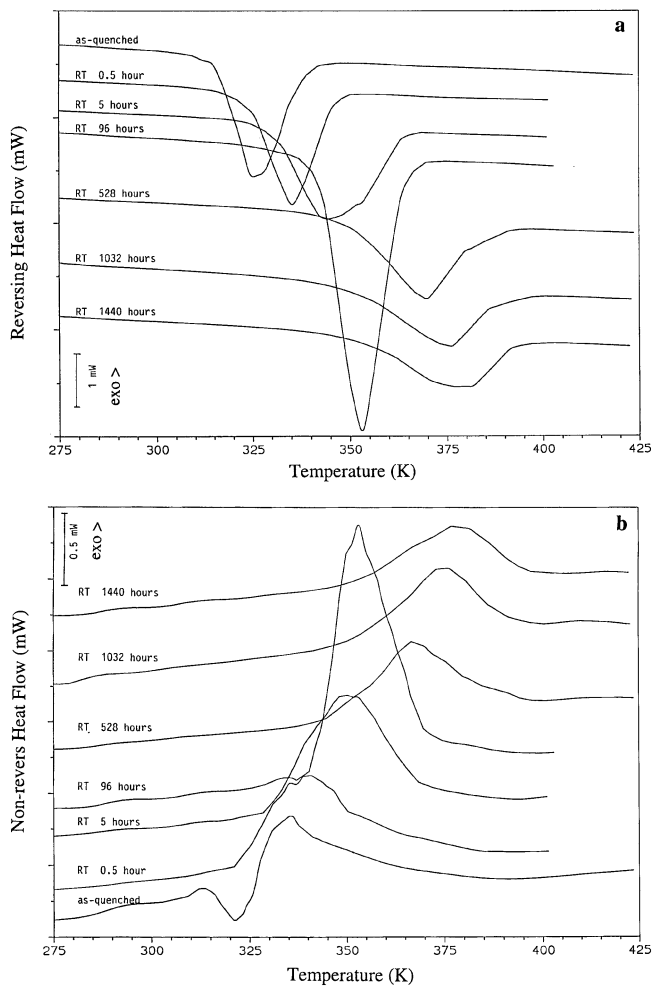 a
as-quenched
RT 0.5 hour
RT 5 hours
RT 96 hours
RT 528 hours
RT 1032 hours
RT 1440 hours
1 mW
exo >
Reversing Heat Flow (mW)
275 300 325 350 375 400 425
Temperature (K)
b
0.5 mW
exo >
RT 1440 hours
RT 1032 hours
RT. 528 hours
RT 96 hours
RT 5 hours
RT 0.5 hour
as-quenched
Non-revers Heat Flow (mW)
275 300 325 350 375 400 425
Temperature (K)